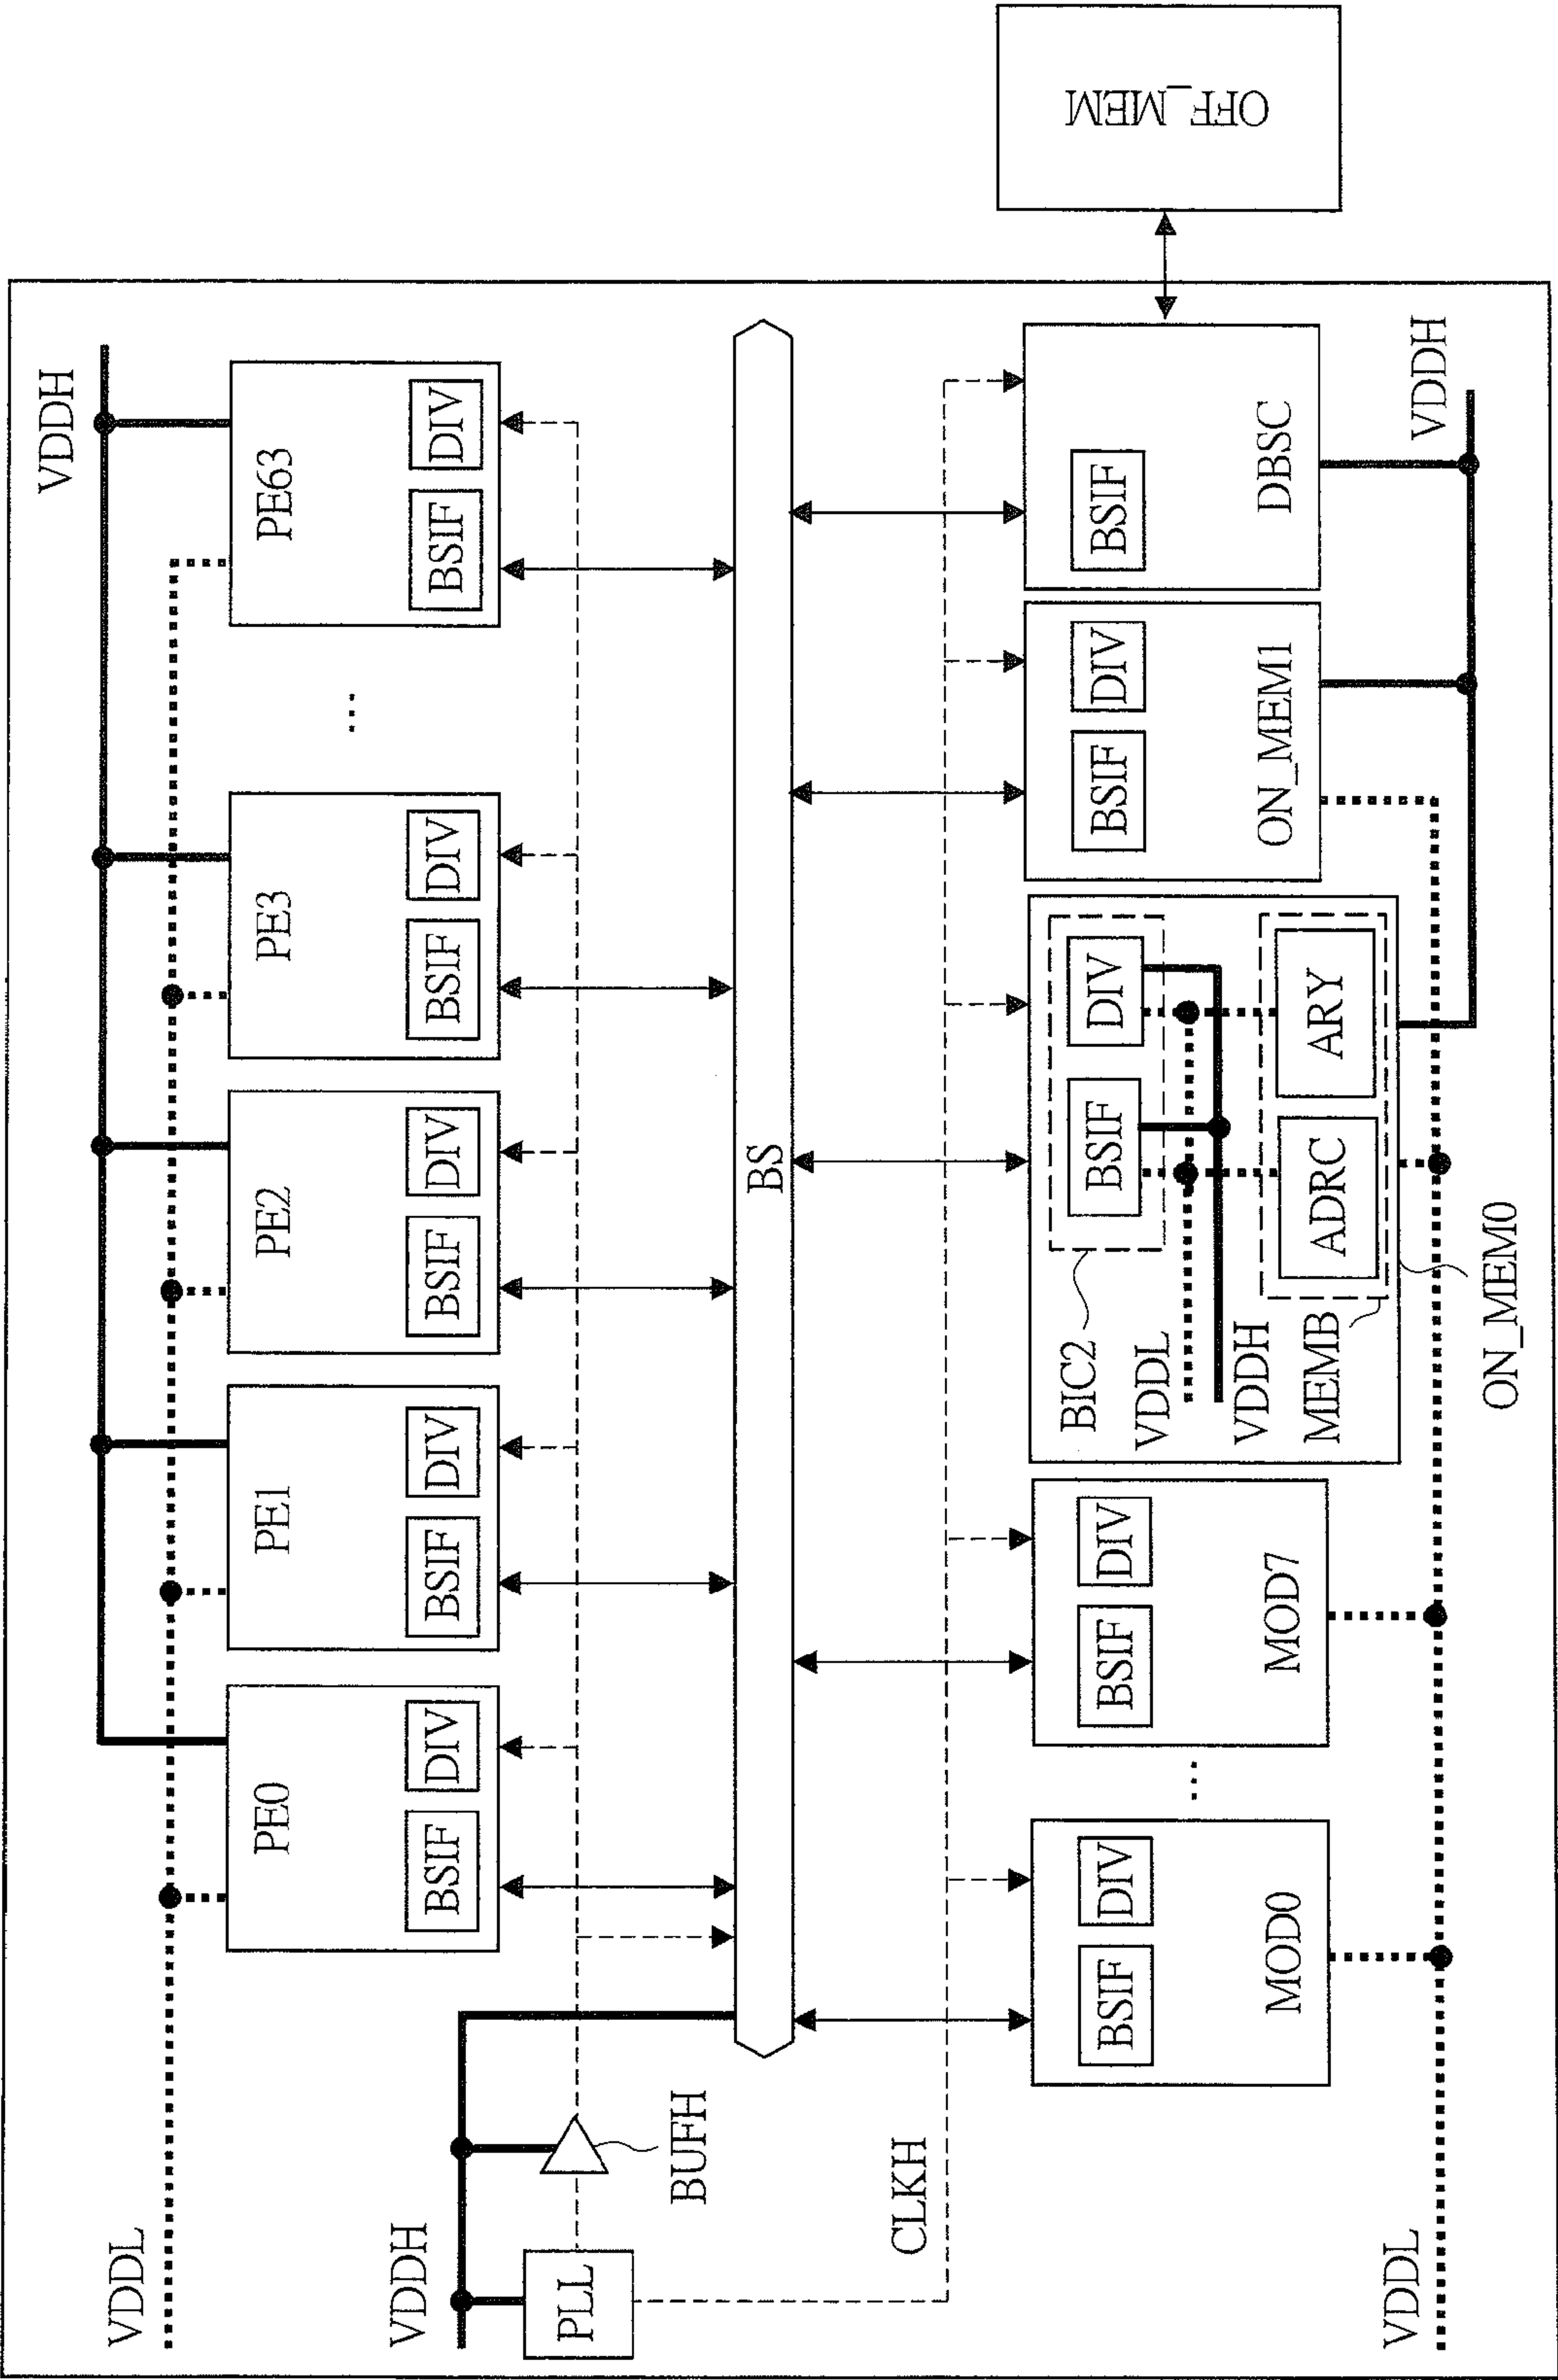 VDDL
VDDH
PE0
BSIF
DIV
PE1
BSIF
DIV
PE2
BSIF
DIV
PE3
BSIF
DIV
...
PE63
BSIF
DIV
VDDH
PLL
BUFH
BS
CLKH
MOD0
BSIF
DIV
...
MOD7
BSIF
DIV
BIC2
BSIF
DIV
VDDL
VDDH
MEMB
ADRC
ARY
ON_MEM0
BSIF
DIV
ON_MEM1
BSIF
DBSC
VDDH
VDDL
OFF_MEM